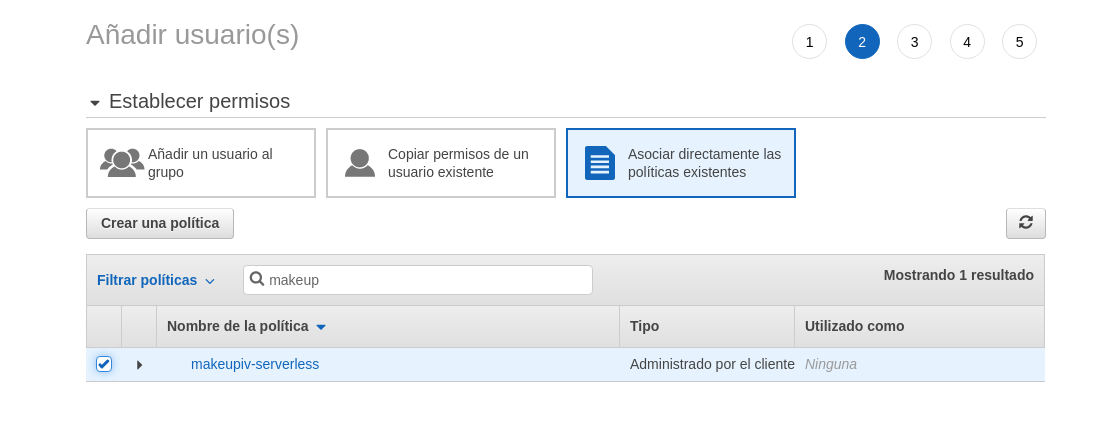 Añadir usuario(s)
1 2 3 4 5
Establecer permisos
Añadir un usuario al
grupo
Copiar permisos de un
usuario existente
Asociar directamente las
políticas existentes
Crear una política
Filtrar políticas
makeup
Mostrando 1 resultado
Nombre de la política Tipo Utilizado como
makeupiv-serverless Administrado por el cliente Ninguna